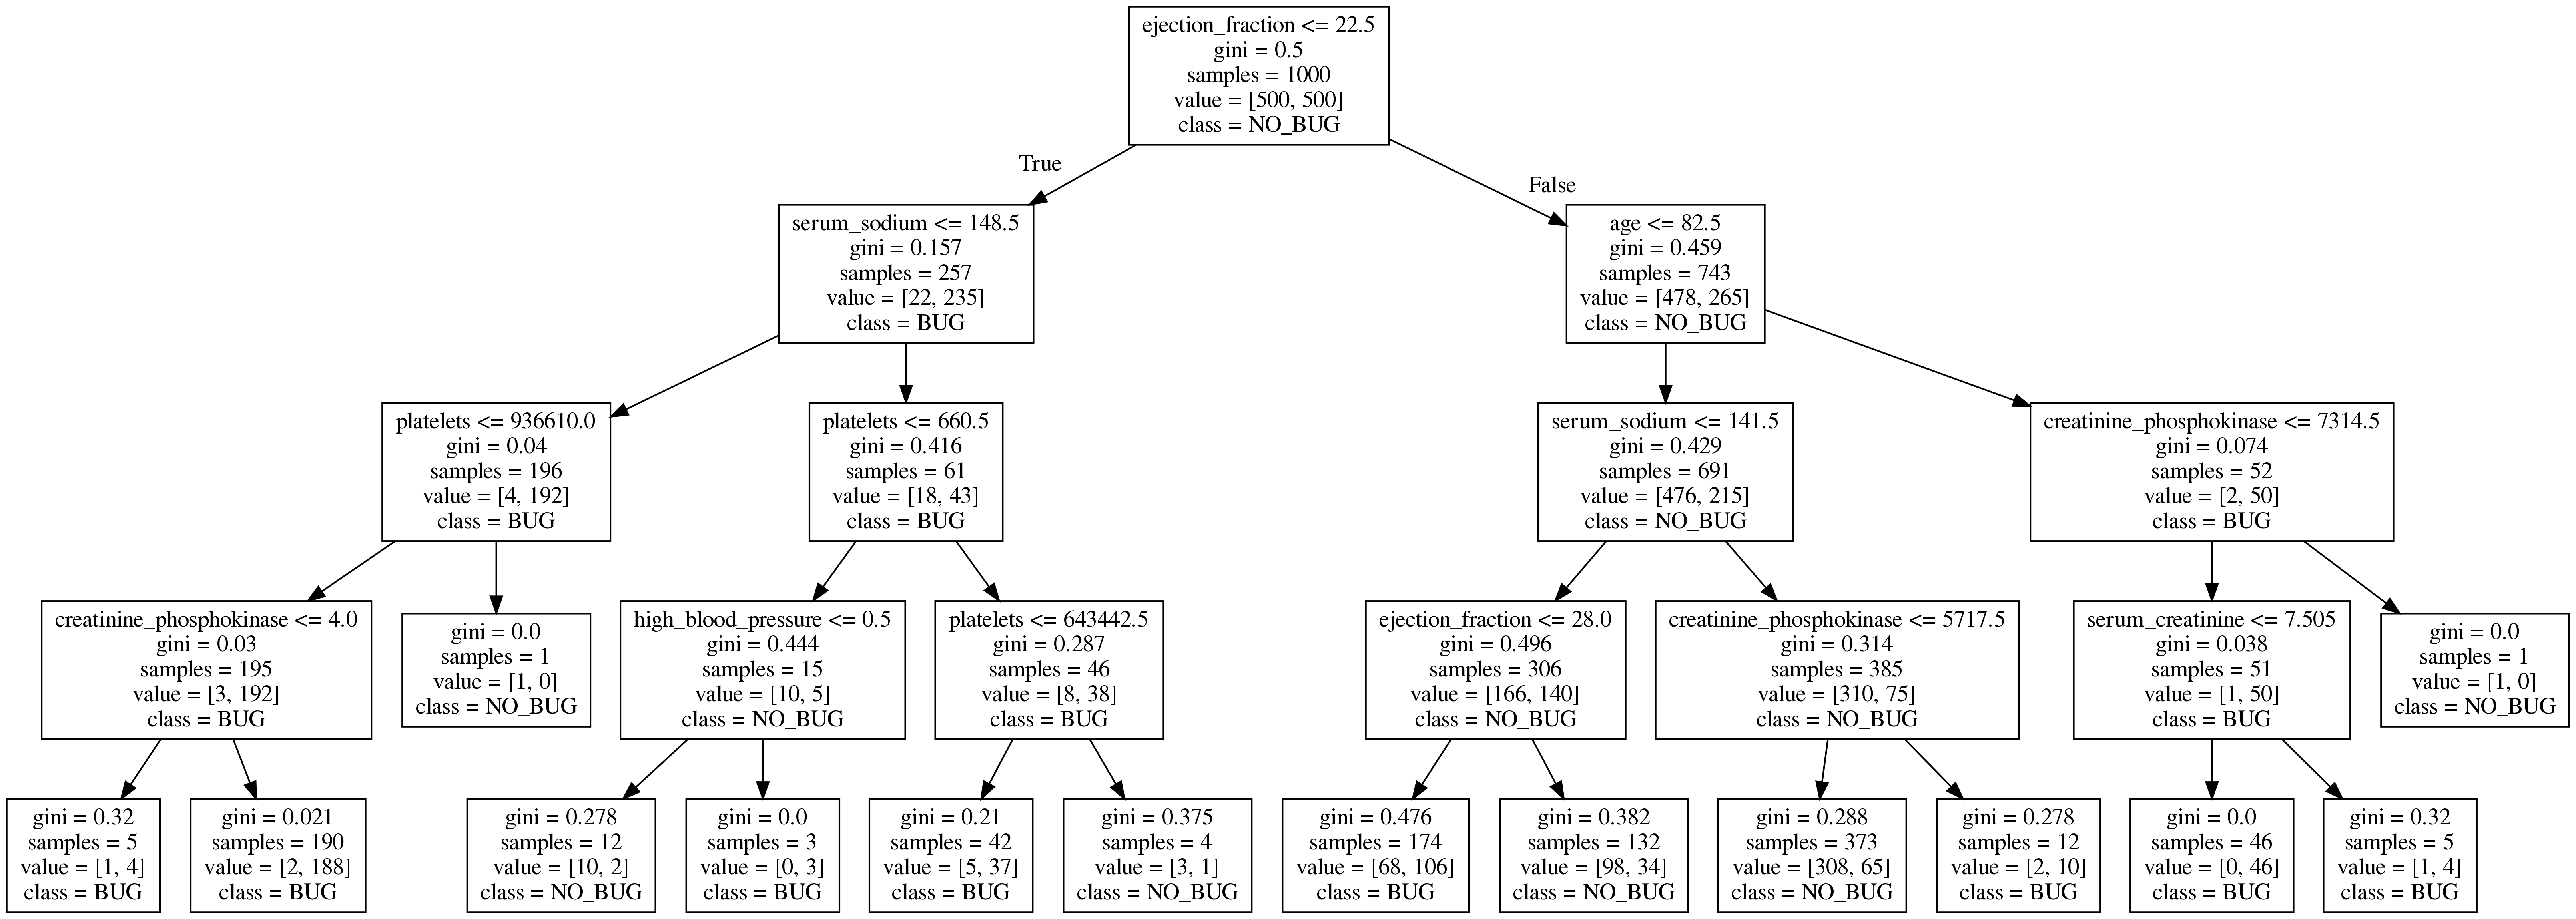 ejection_fraction <= 22.5
gini = 0.5
samples = 1000
value = [500, 500]
class = NO_BUG
True
False
serum_sodium <= 148.5
gini = 0.157
samples = 257
value = [22, 235]
class = BUG
age <= 82.5
gini = 0.459
samples = 743
value = [478, 265]
class = NO_BUG
platelets <= 936610.0
gini = 0.04
samples = 196
value = [4, 192]
class = BUG
platelets <= 660.5
gini = 0.416
samples = 61
value = [18, 43]
class = BUG
serum_sodium <= 141.5
gini = 0.429
samples = 691
value = [476, 215]
class = NO_BUG
creatinine_phosphokinase <= 7314.5
gini = 0.074
samples = 52
value = [2, 50]
class = BUG
creatinine_phosphokinase <= 4.0
gini = 0.03
samples = 195
value = [3, 192]
class = BUG
gini = 0.0
samples = 1
value = [1, 0]
class = NO_BUG
high_blood_pressure <= 0.5
gini = 0.444
samples = 15
value = [10, 5]
class = NO_BUG
platelets <= 643442.5
gini = 0.287
samples = 46
value = [8, 38]
class = BUG
ejection_fraction <= 28.0
gini = 0.496
samples = 306
value = [166, 140]
class = NO_BUG
creatinine_phosphokinase <= 5717.5
gini = 0.314
samples = 385
value = [310, 75]
class = NO_BUG
serum_creatinine <= 7.505
gini = 0.038
samples = 51
value = [1, 50]
class = BUG
gini = 0.0
samples = 1
value = [1, 0]
class = NO_BUG
gini = 0.32
samples = 5
value = [1, 4]
class = BUG
gini = 0.021
samples = 190
value = [2, 188]
class = BUG
gini = 0.278
samples = 12
value = [10, 2]
class = NO_BUG
gini = 0.0
samples = 3
value = [0, 3]
class = BUG
gini = 0.21
samples = 42
value = [5, 37]
class = BUG
gini = 0.375
samples = 4
value = [3, 1]
class = NO_BUG
gini = 0.476
samples = 174
value = [68, 106]
class = BUG
gini = 0.382
samples = 132
value = [98, 34]
class = NO_BUG
gini = 0.288
samples = 373
value = [308, 65]
class = NO_BUG
gini = 0.278
samples = 12
value = [2, 10]
class = BUG
gini = 0.0
samples = 46
value = [0, 46]
class = BUG
gini = 0.32
samples = 5
value = [1, 4]
class = BUG